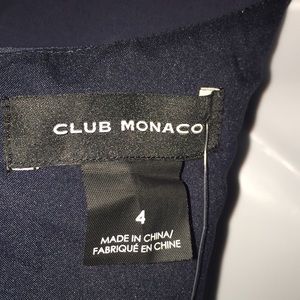 CLUB MONACO
4
MADE IN CHINA/
FABRIQUÉ EN CHINE